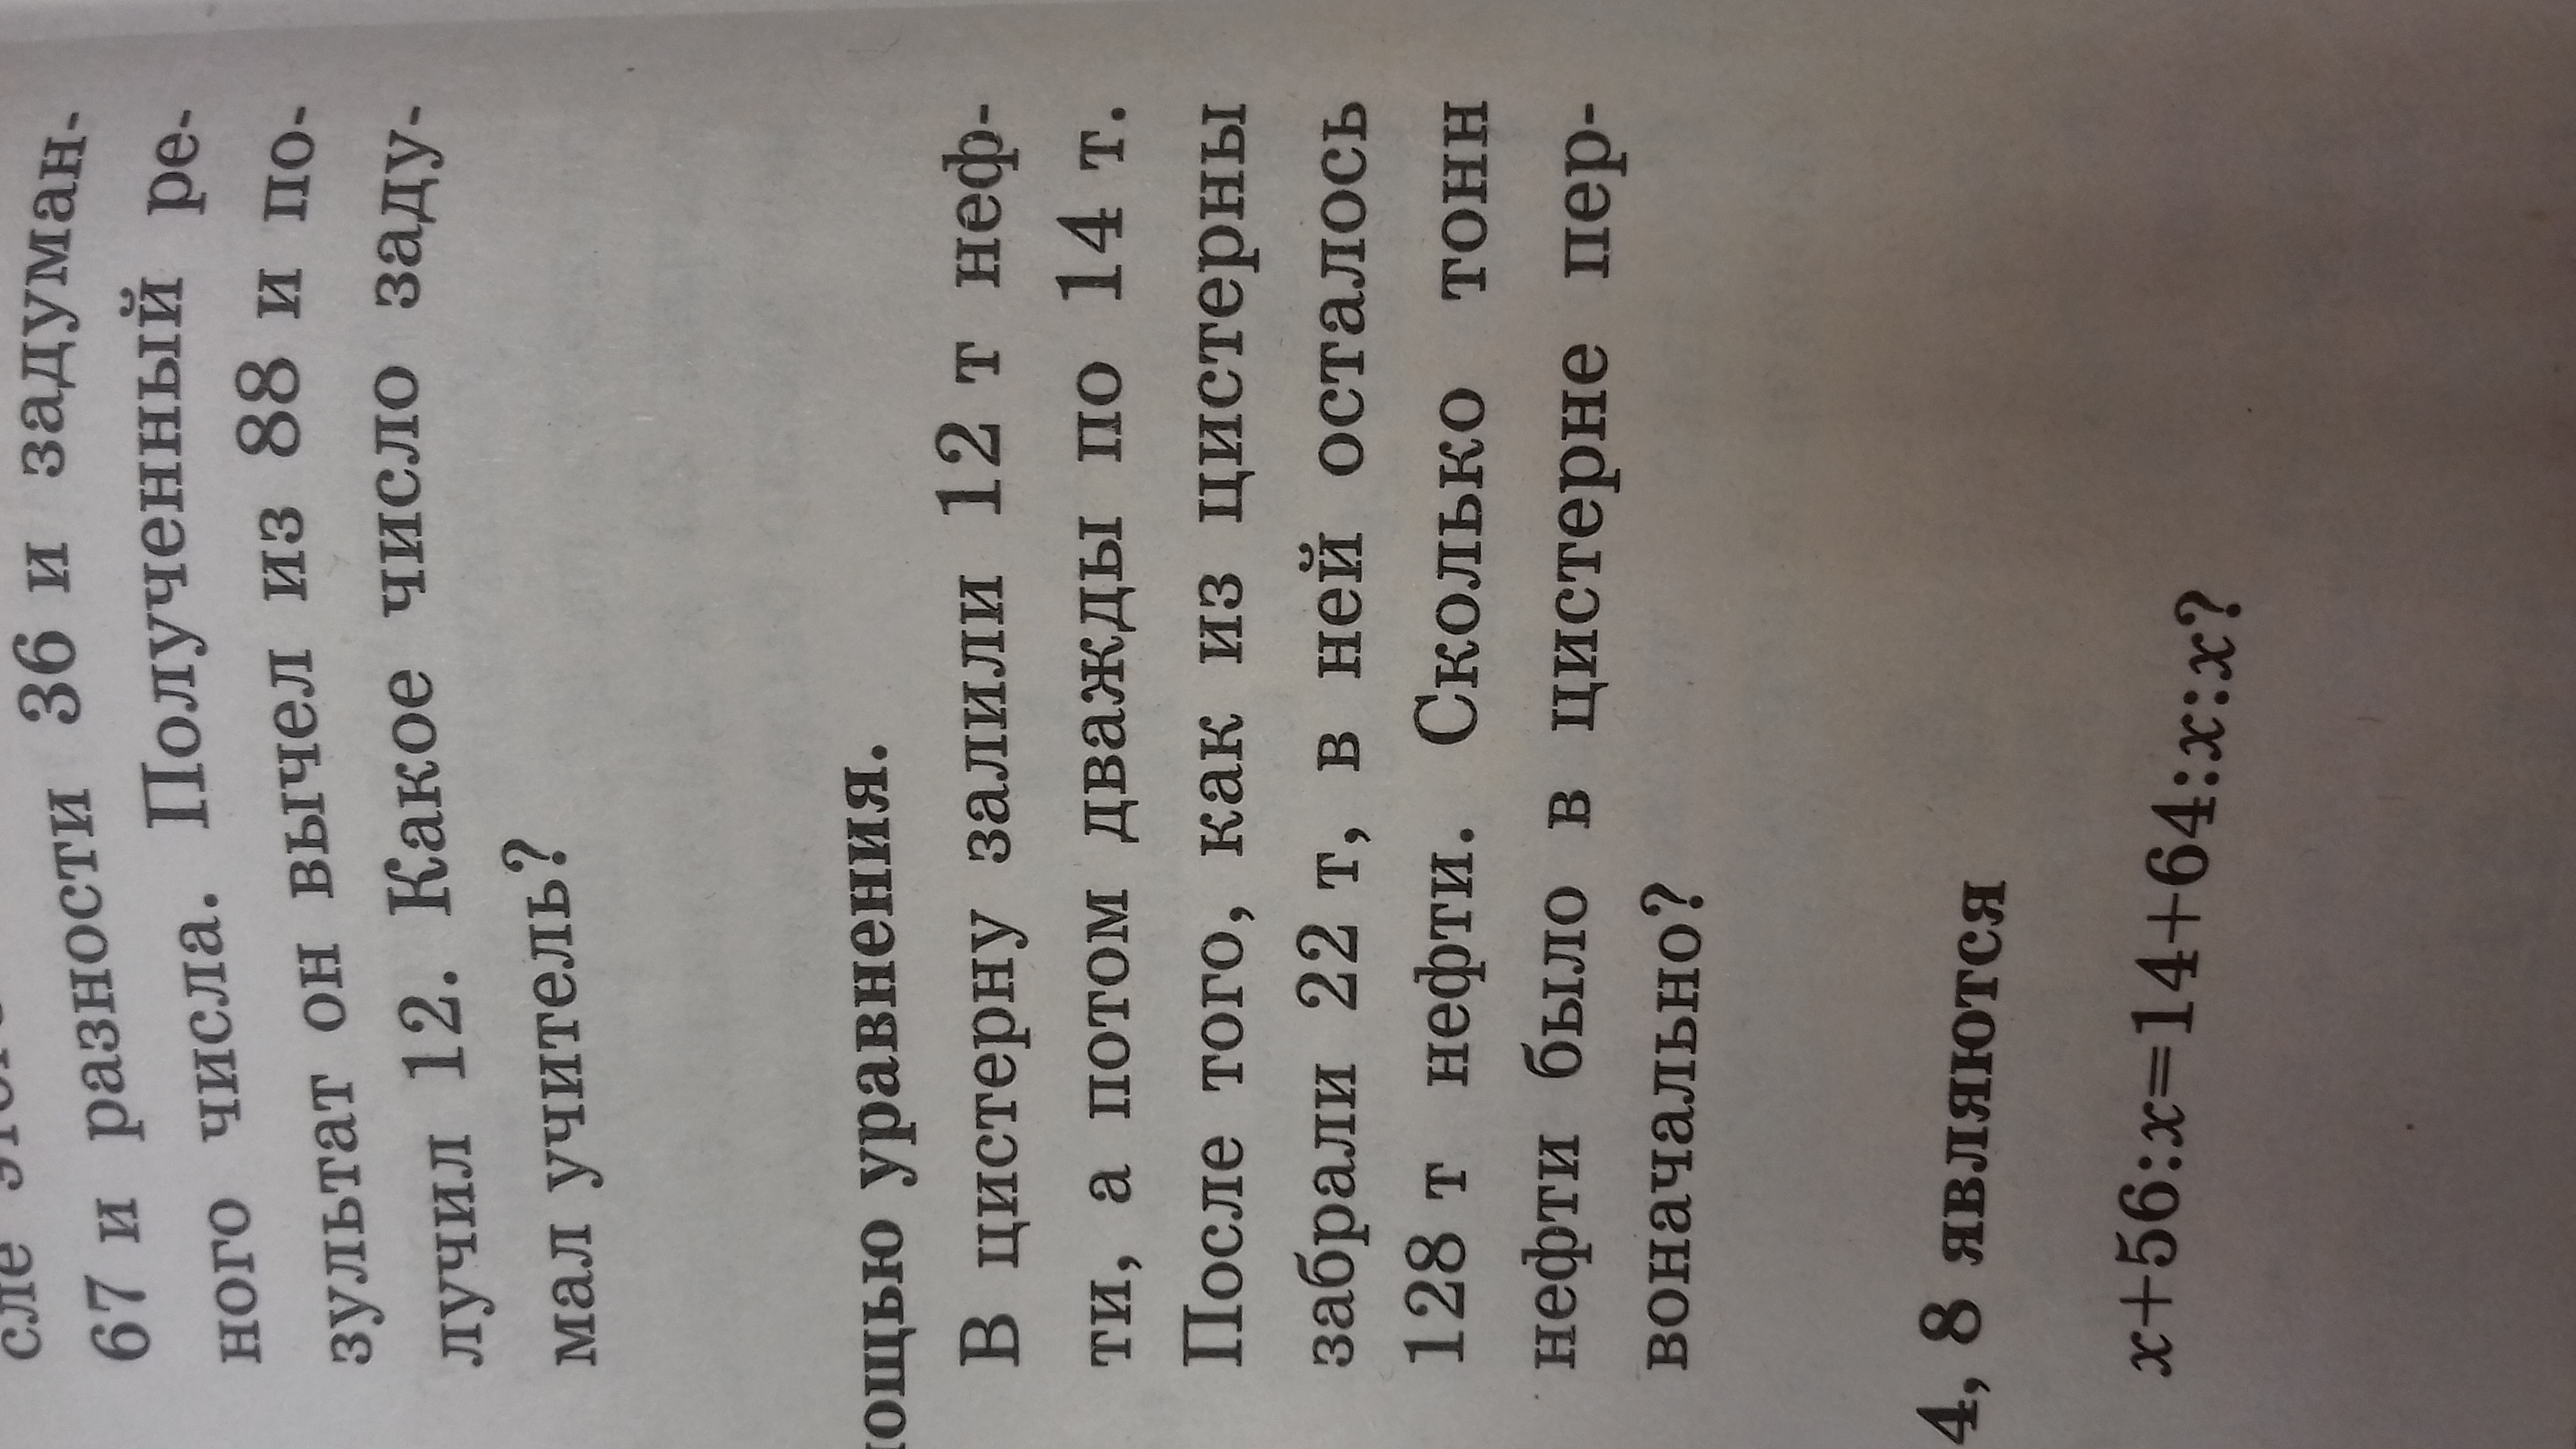 сле этого
67 и разности 36 и задуман-
ного числа. Полученный ре-
зультат он вычел из 88 и по-
лучил 12. Какое число заду-
мал учитель?
уравнения.
В цистерну залили 12 т неф-
ти, а потом дважды по 14 т.
После того, как из цистерны
забрали 22 т, в ней осталось
128 т нефти. Сколько тонн
нефти было в цистерне пер-
воначально?
4, 8 являются
x+56:x=14+64:x:x?